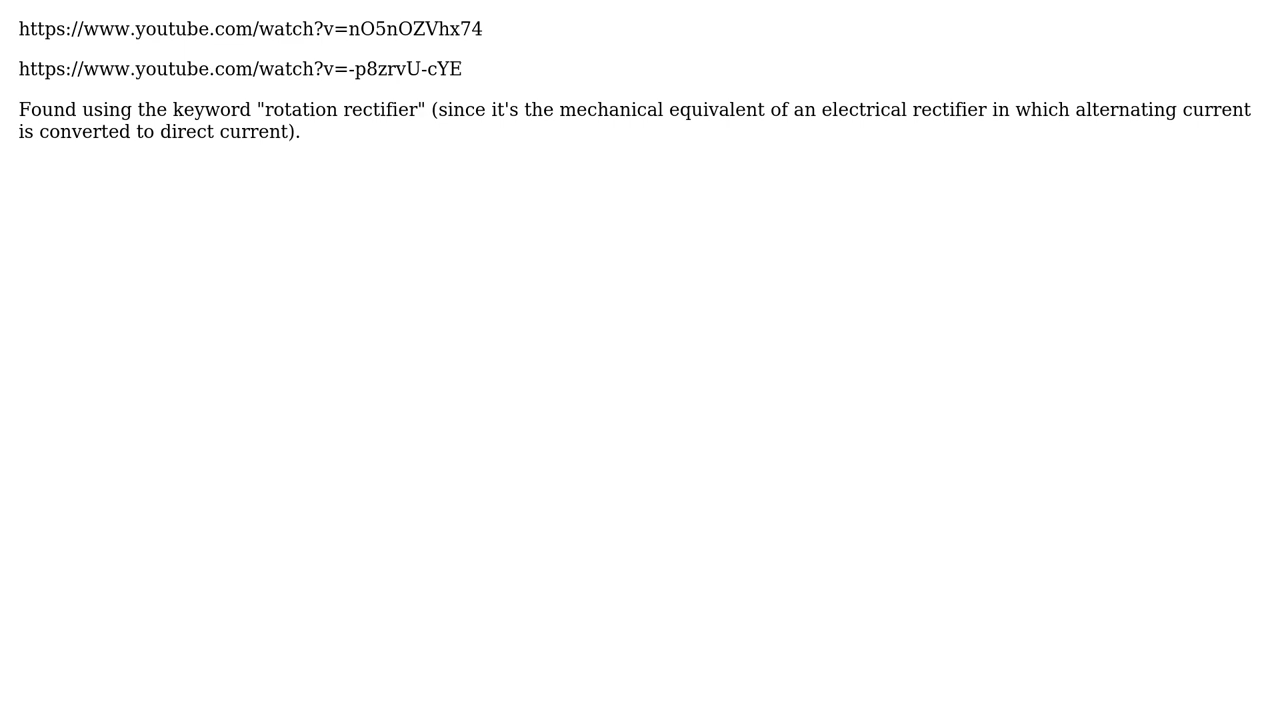 https://www.youtube.com/watch?v=nO5nOZVhx74
https://www.youtube.com/watch?v=-p8zrvU-cYE
Found using the keyword "rotation rectifier" (since it's the mechanical equivalent of an electrical rectifier in which alternating current
is converted to direct current).